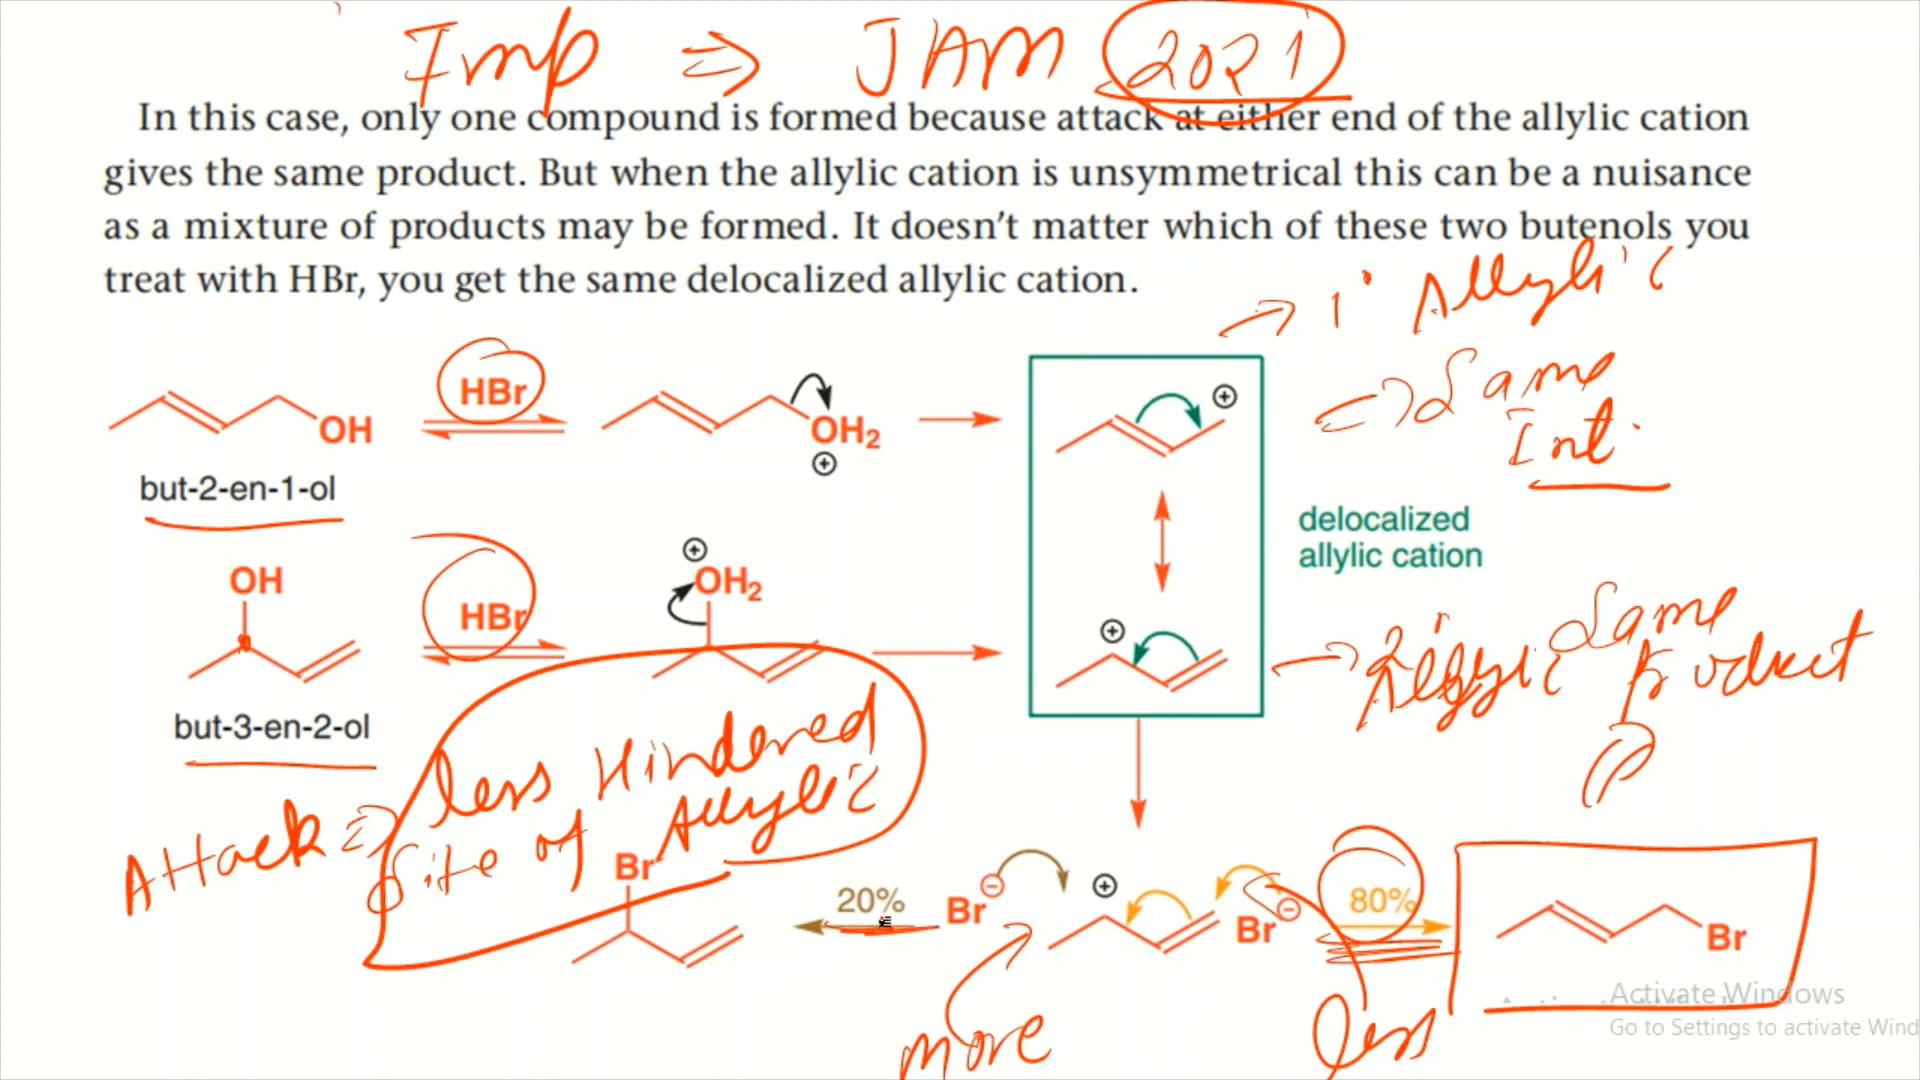 Imp ⇒ JAM 2021
In this case, only one compound is formed because attack at either end of the allylic cation
gives the same product. But when the allylic cation is unsymmetrical this can be a nuisance
as a mixture of products may be formed. It doesn't matter which of these two butenols you
treat with HBr, you get the same delocalized allylic cation.
→ 1° Allylic
HBr
OH
OH2
⊕
⊕
Same
Int.
but-2-en-1-ol
delocalized
allylic cation
OH
HBr
⊕
OH2
⊕
→ 2° Allylic
Same
Product
but-3-en-2-ol
Attack ⇒ less Hindered
Site of Allylic
Br
20%
Br⊖
⊕
Br⊖
80%
Br
more
less
Activate Windows
Go to Settings to activate Wind